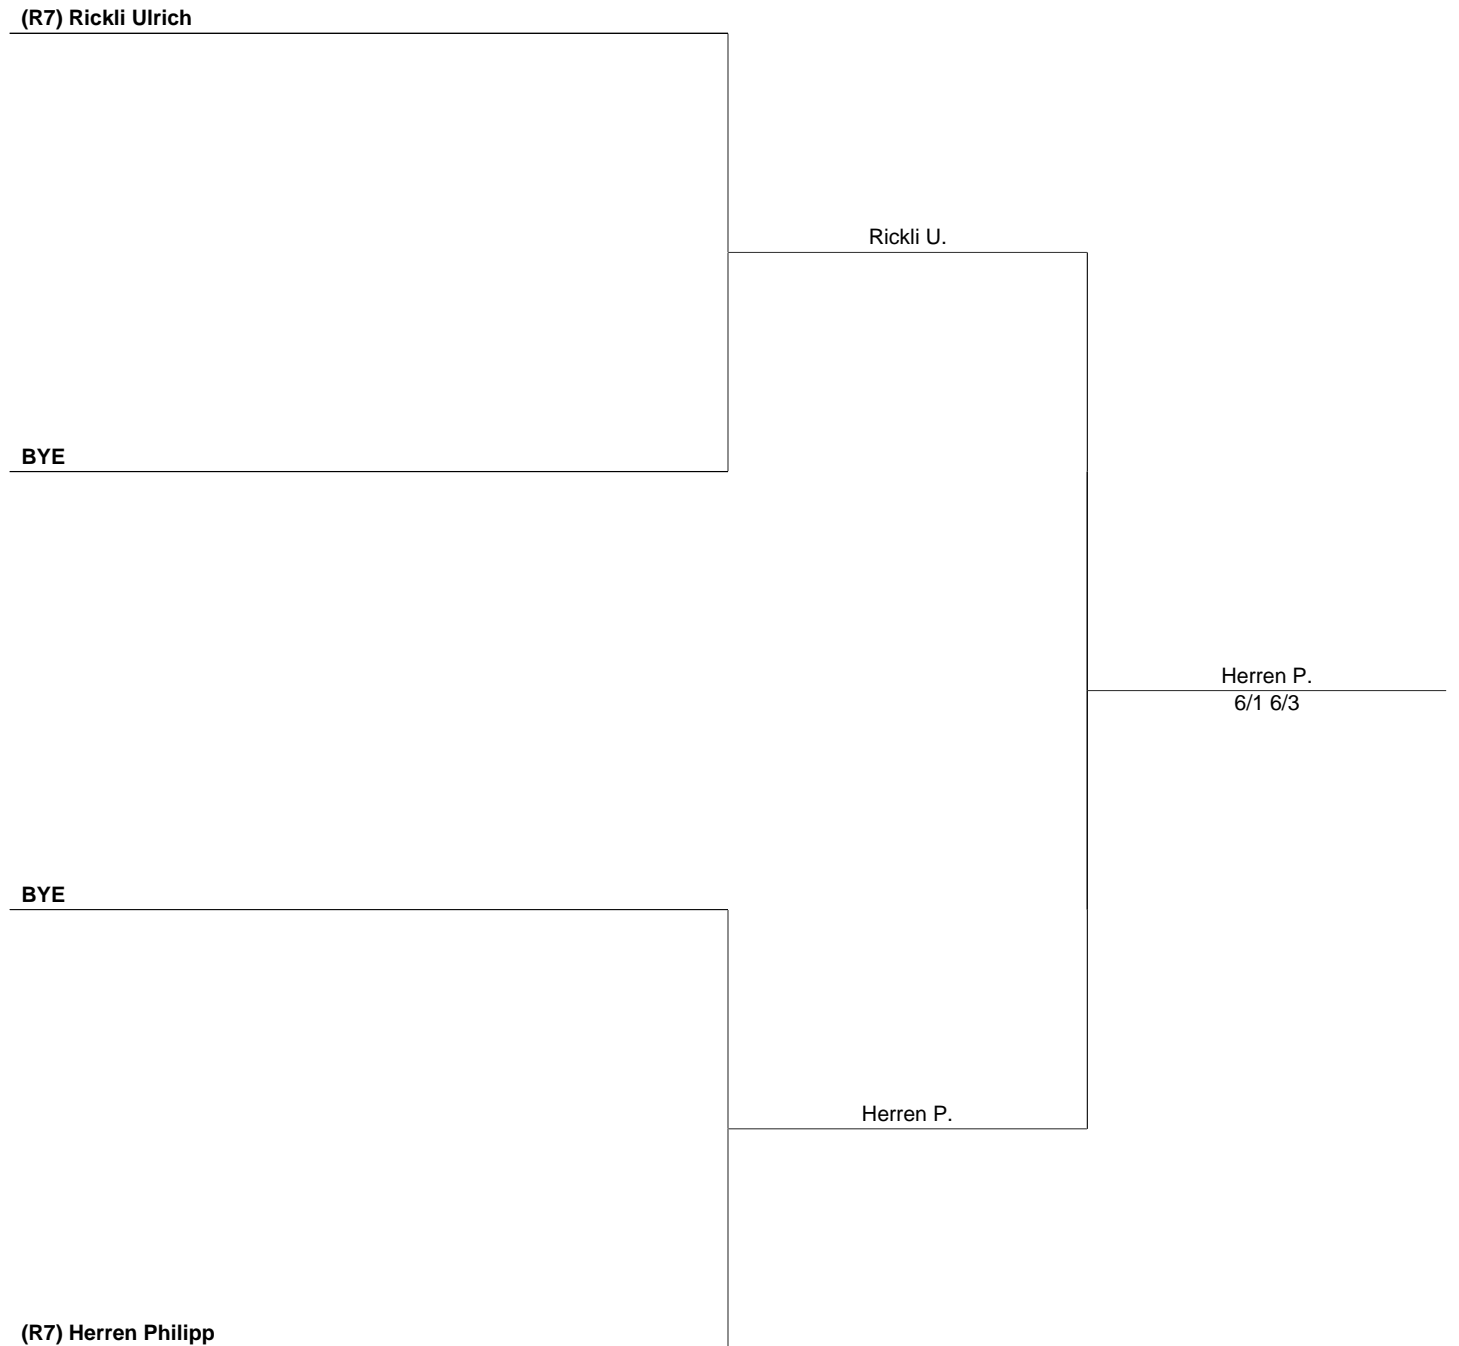 (R7) Rickli Ulrich
Rickli U.
BYE
Herren P.
6/1 6/3
BYE
Herren P.
(R7) Herren Philipp